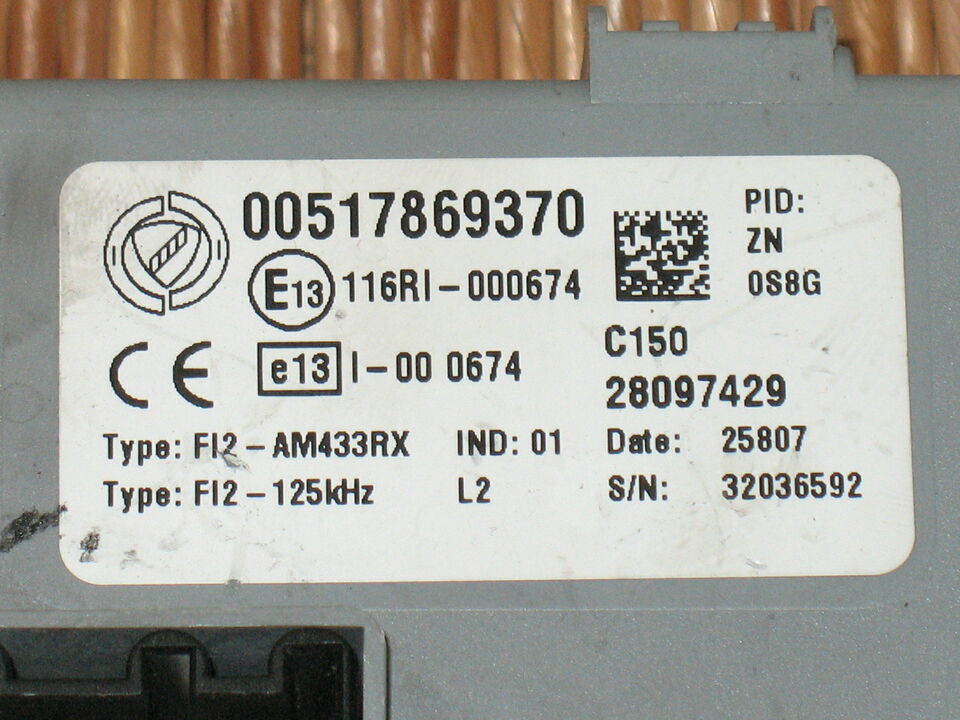 00517869370
E13 116RI-000674
CE e13 I-00 0674
Type: FI2-AM433RX IND: 01
Type: FI2-125kHz L2
PID:
ZN
0S8G
C150
28097429
Date: 25807
S/N: 32036592